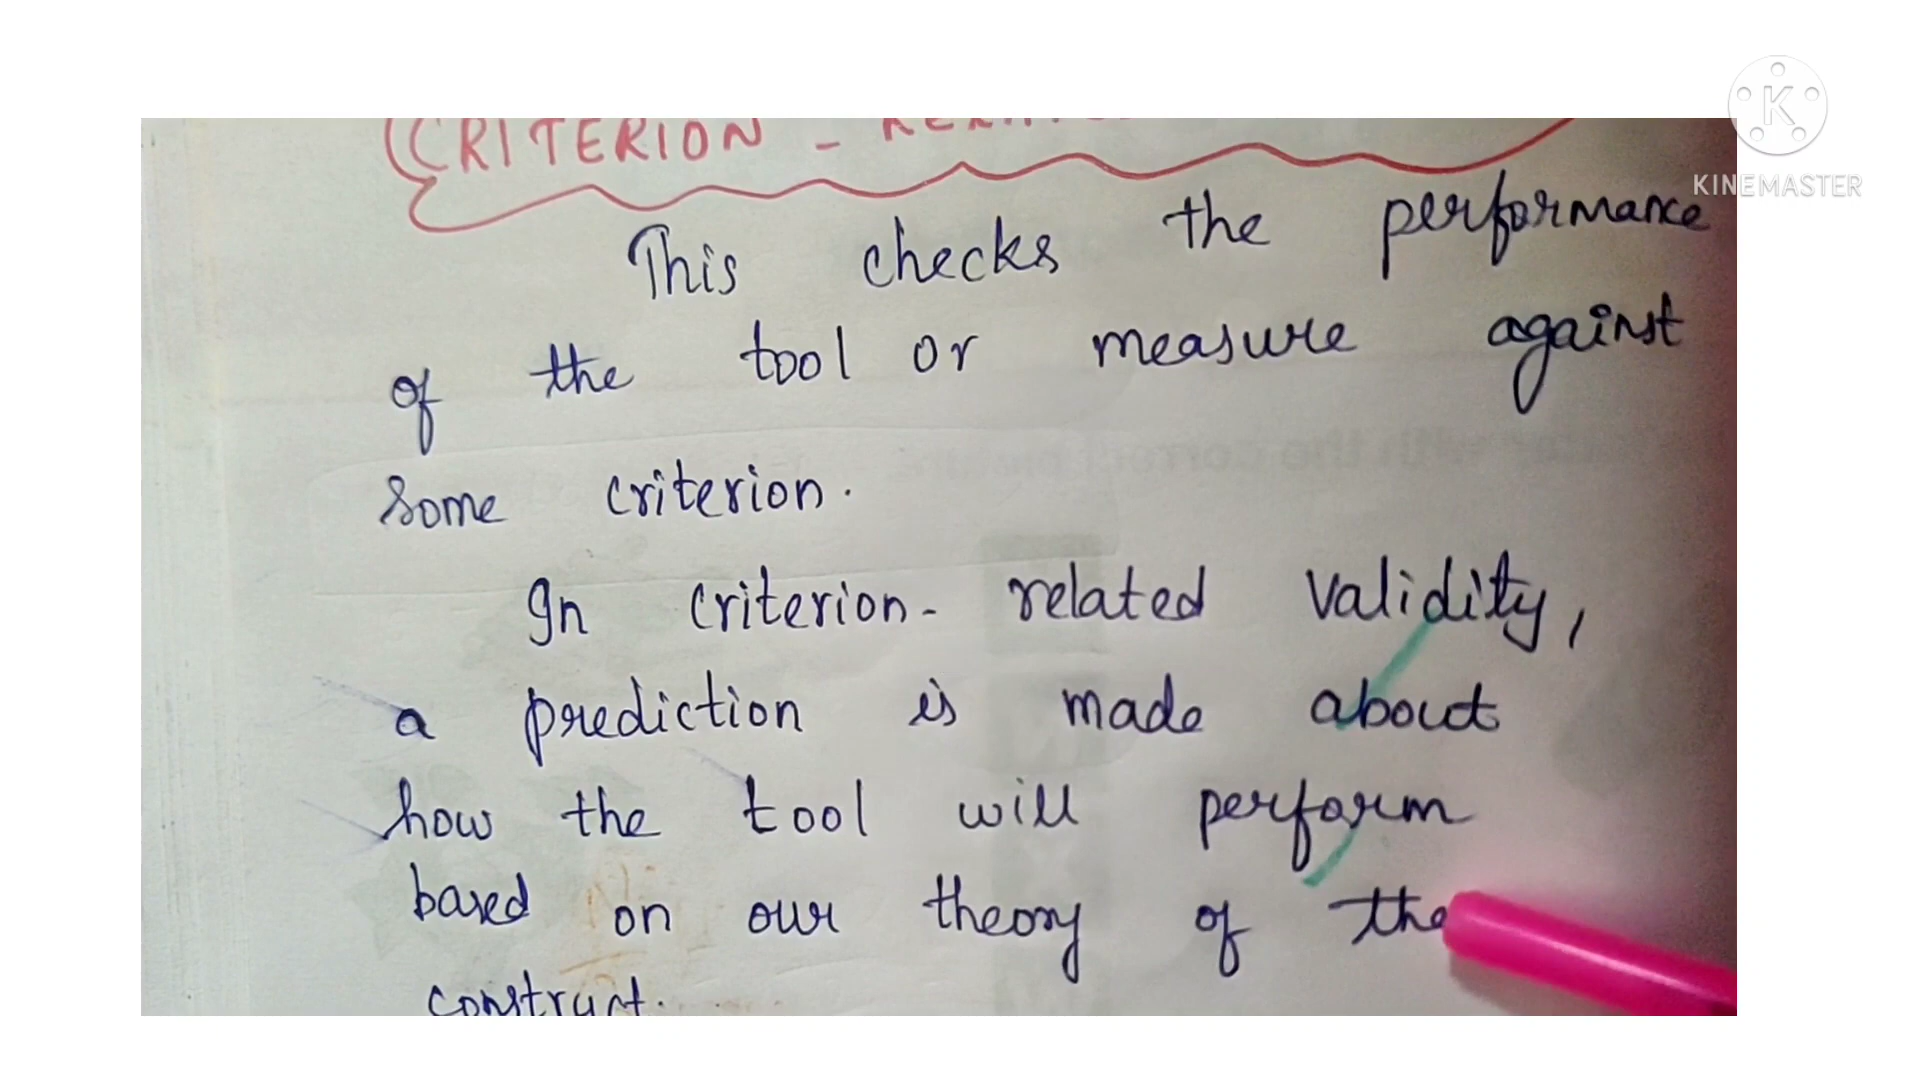 CRITERION -
K
KINEMASTER
This checks the performance
of the tool or measure against
some criterion.
In criterion - related validity,
a prediction is made about
how the tool will perform
based on our theory of the
construct.